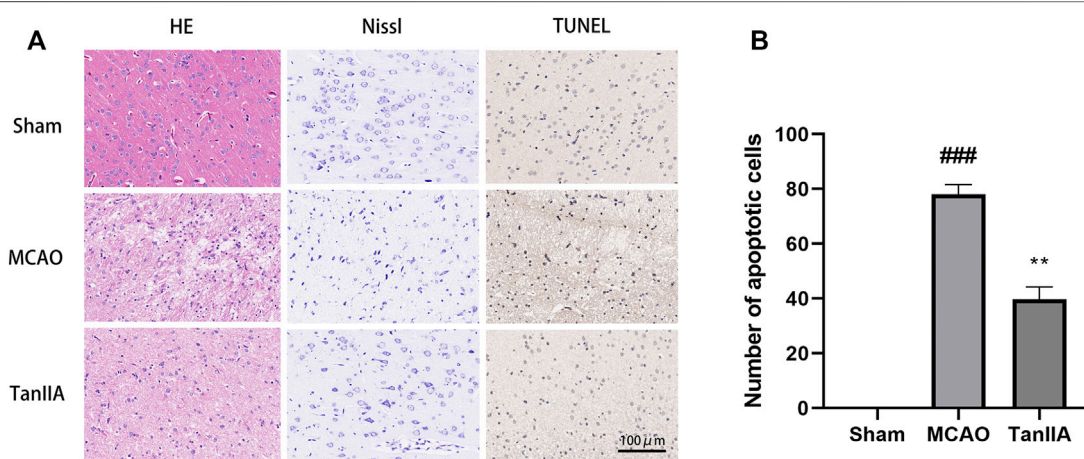 A
HE
Nissl
TUNEL
Sham
MCAO
TanIIA
100μm
B
Number of apoptotic cells
100
80
60
40
20
0
###
**
Sham MCAO TanIIA